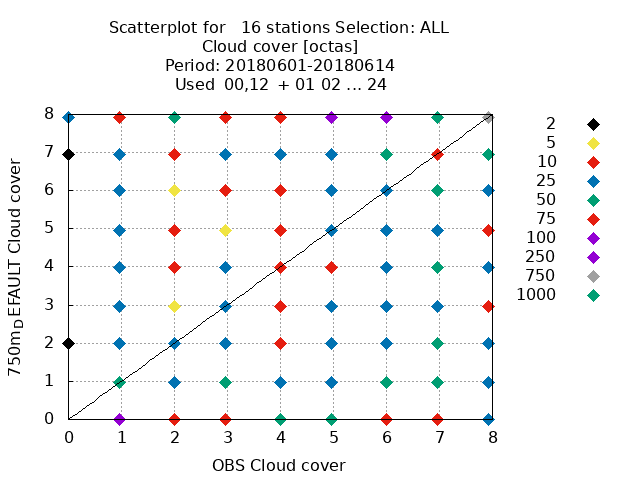 Scatterplot for 16 stations Selection: ALL
Cloud cover [octas]
Period: 20180601-20180614
Used 00,12 + 01 02 ... 24
750mDEFAULT Cloud cover
8
7
6
5
4
3
2
1
0
0 1 2 3 4 5 6 7 8
OBS Cloud cover
2
5
10
25
50
75
100
250
750
1000